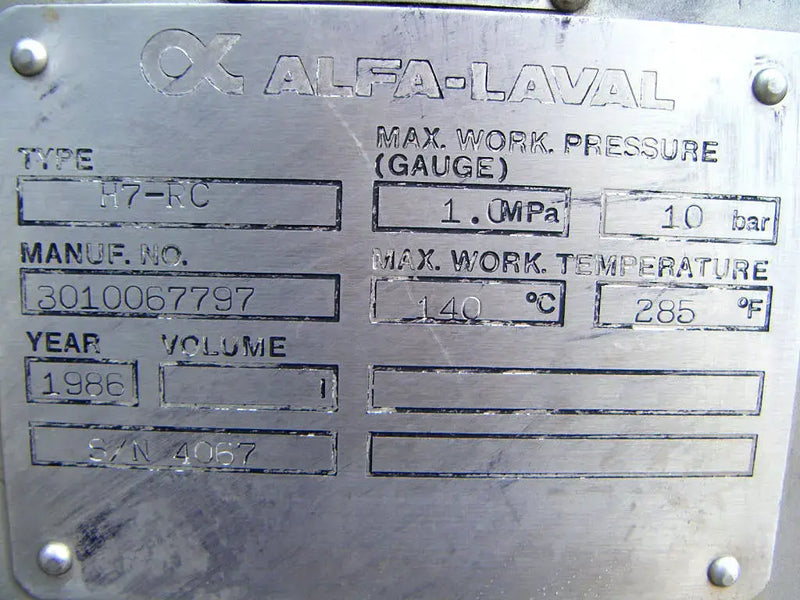 ALFA-LAVAL
TYPE
H7-RC
MAX. WORK. PRESSURE
(GAUGE)
1.0 MPa 10 bar
MANUF. NO.
3010067797
MAX. WORK. TEMPERATURE
140 °C 285 °F
YEAR VOLUME
1986 l
S/N 4067